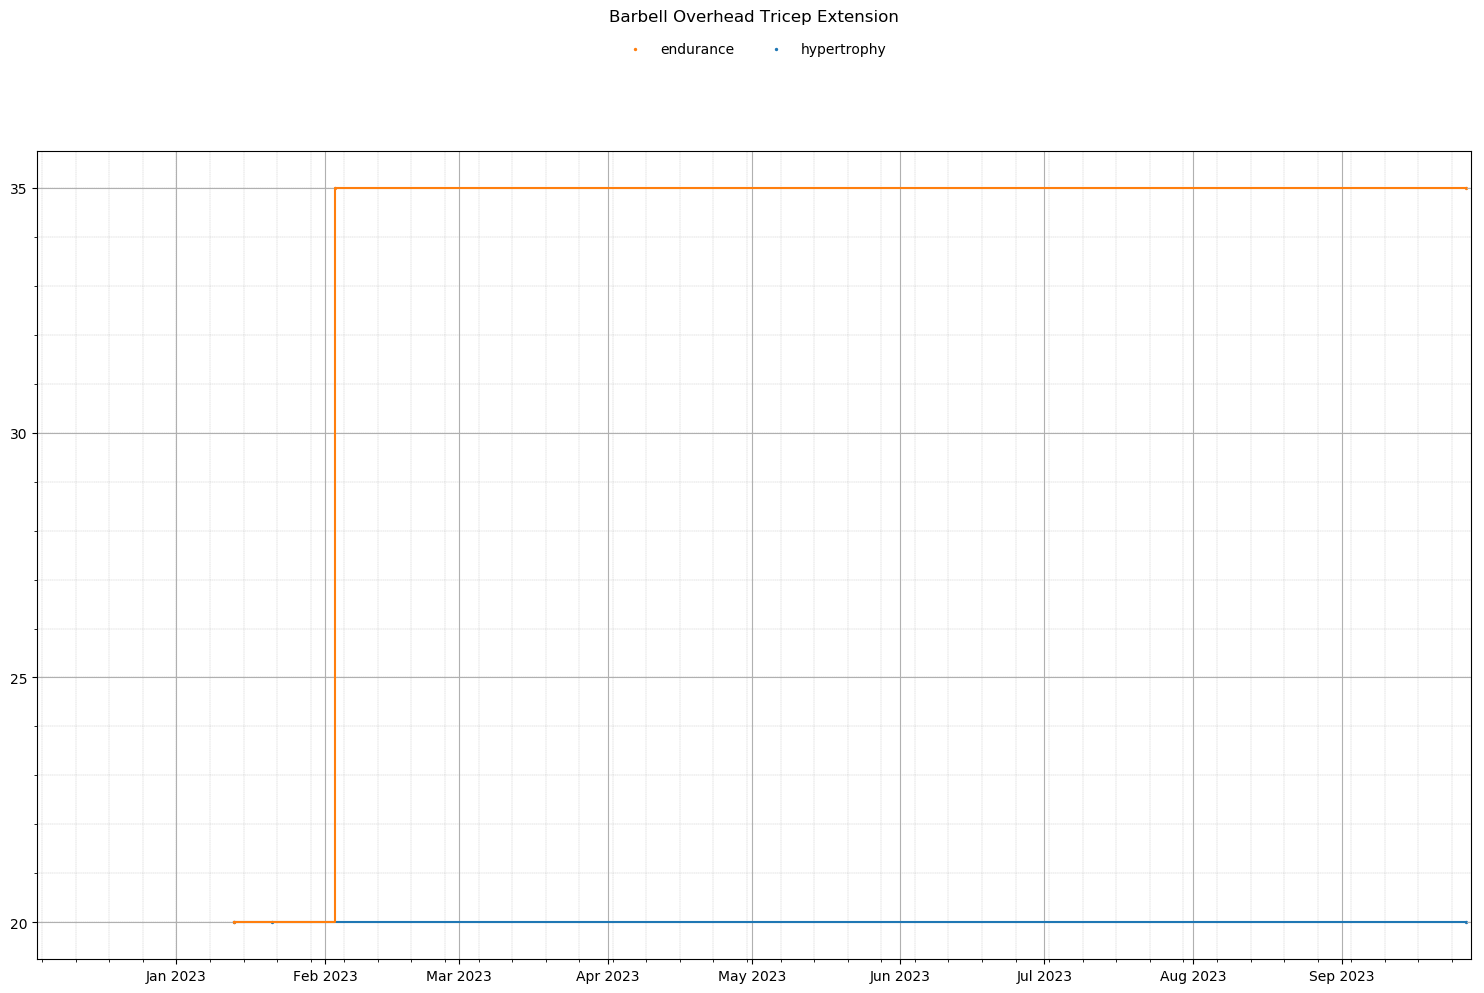 Barbell Overhead Tricep Extension
endurance hypertrophy
35
30
25
20
Jan 2023 Feb 2023 Mar 2023 Apr 2023 May 2023 Jun 2023 Jul 2023 Aug 2023 Sep 2023